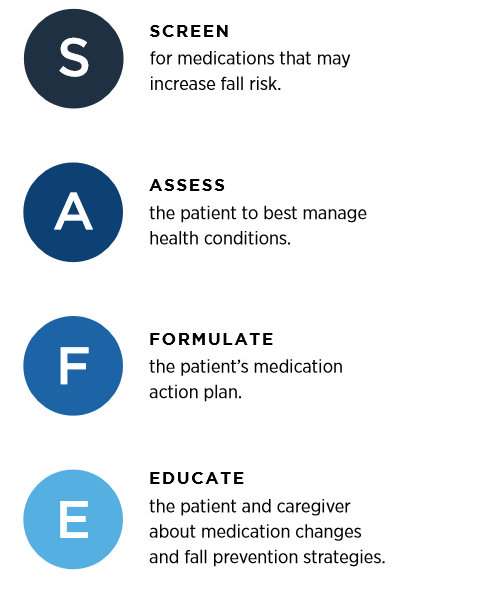 S
SCREEN
for medications that may
increase fall risk.
A
ASSESS
the patient to best manage
health conditions.
F
FORMULATE
the patient’s medication
action plan.
E
EDUCATE
the patient and caregiver
about medication changes
and fall prevention strategies.